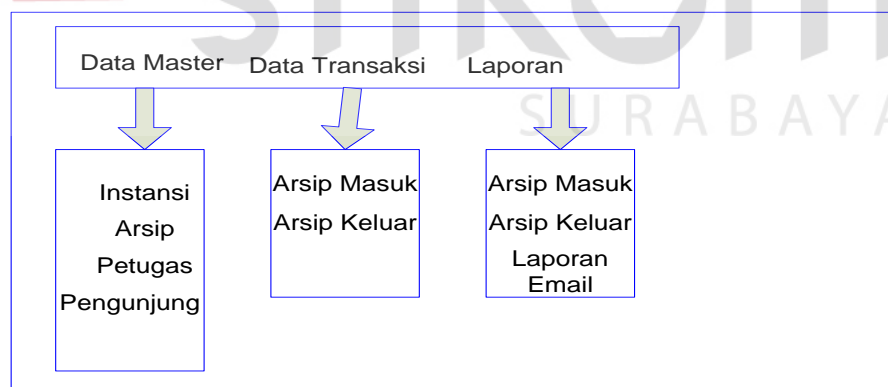 SURABAYA
Data Master Data Transaksi Laporan
Instansi
Arsip
Petugas
Pengunjung
Arsip Masuk
Arsip Keluar
Arsip Masuk
Arsip Keluar
Laporan
Email